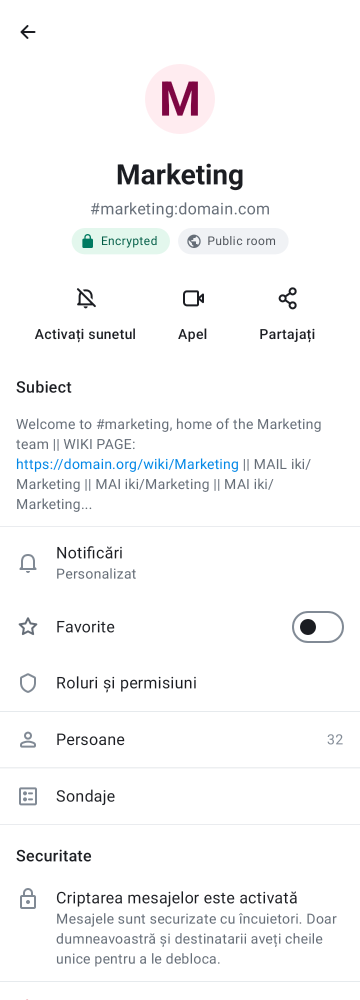 M
Marketing
#marketing:domain.com
Encrypted
Public room
Activați sunetul
Apel
Partajați
Subiect
Welcome to #marketing, home of the Marketing
team || WIKI PAGE:
https://domain.org/wiki/Marketing || MAIL iki/
Marketing || MAI iki/Marketing || MAI iki/
Marketing...
Notificări
Personalizat
Favorite
Roluri și permisiuni
Persoane
32
Sondaje
Securitate
Criptarea mesajelor este activată
Mesajele sunt securizate cu încuietori. Doar
dumneavoastră și destinatarii aveți cheile
unice pentru a le debloca.